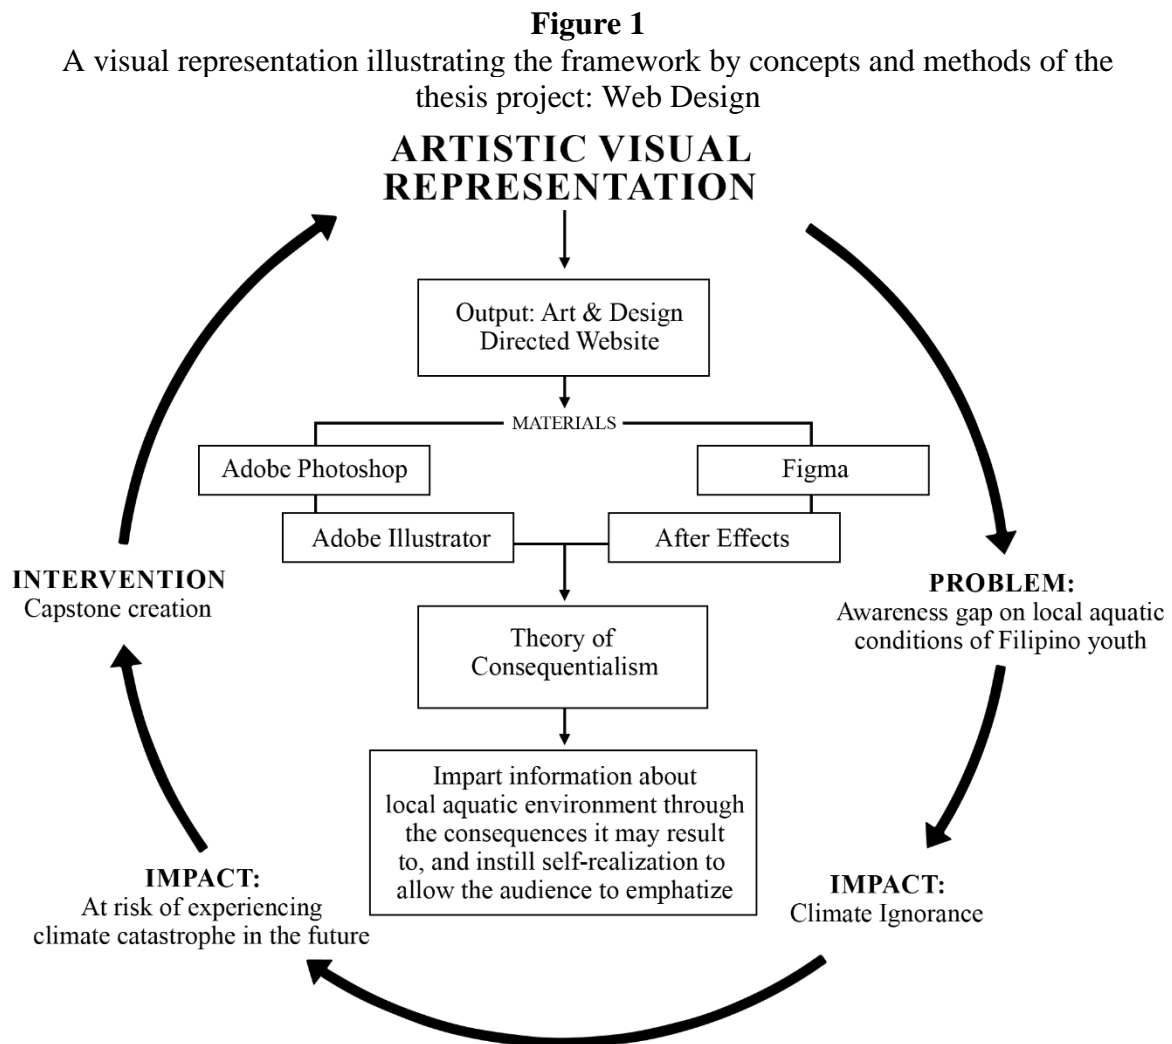 Figure 1
A visual representation illustrating the framework by concepts and methods of the
thesis project: Web Design
ARTISTIC VISUAL
REPRESENTATION
Output: Art & Design
Directed Website
MATERIALS
Adobe Photoshop
Figma
Adobe Illustrator
After Effects
INTERVENTION
Capstone creation
PROBLEM:
Awareness gap on local aquatic
conditions of Filipino youth
Theory of
Consequentialism
Impart information about
local aquatic environment through
the consequences it may result
to, and instill self-realization to
allow the audience to emphatize
IMPACT:
At risk of experiencing
climate catastrophe in the future
IMPACT:
Climate Ignorance